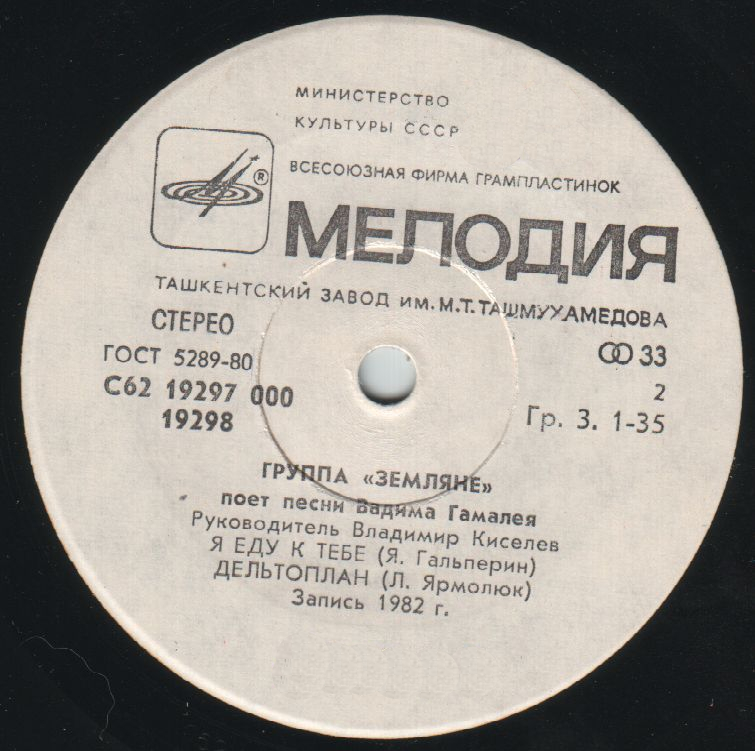 МИНИСТЕРСТВО
КУЛЬТУРЫ СССР
ВСЕСОЮЗНАЯ ФИРМА ГРАМПЛАСТИНОК
®
МЕЛОДИЯ
ТАШКЕНТСКИЙ ЗАВОД ИМ. М.Т. ТАШМУХАМЕДОВА
СТЕРЕО
33
ГОСТ 5289-80
2
С62 19297 000
19298
Гр. 3. 1-35
ГРУППА «ЗЕМЛЯНЕ»
поет песни Вадима Гамалея
Руководитель Владимир Киселев
Я ЕДУ К ТЕБЕ (Я. Гальперин)
ДЕЛЬТОПЛАН (Л. Ярмолюк)
Запись 1982 г.